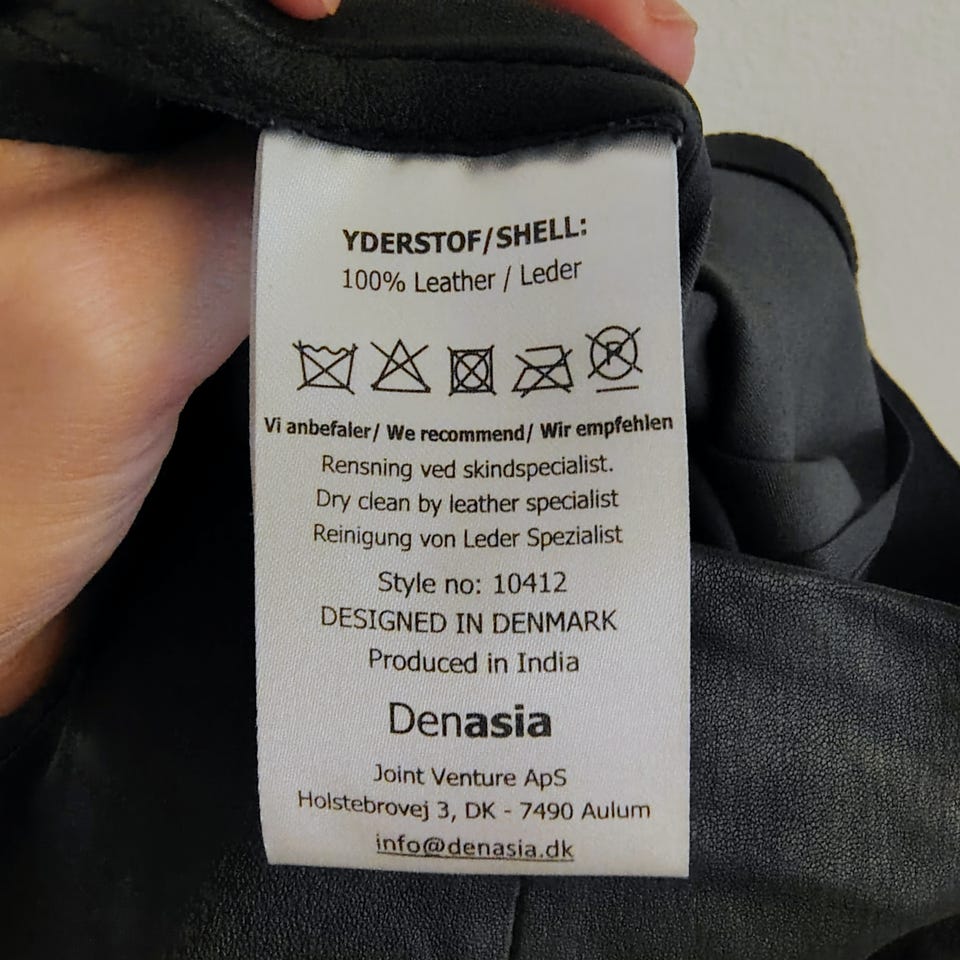 YDERSTOF/SHELL:
100% Leather / Leder
Vi anbefaler/ We recommend/ Wir empfehlen
Rensning ved skindspecialist.
Dry clean by leather specialist
Reinigung von Leder Spezialist
Style no: 10412
DESIGNED IN DENMARK
Produced in India
Denasia
Joint Venture ApS
Holstebrovej 3, DK - 7490 Aulum
info@denasia.dk